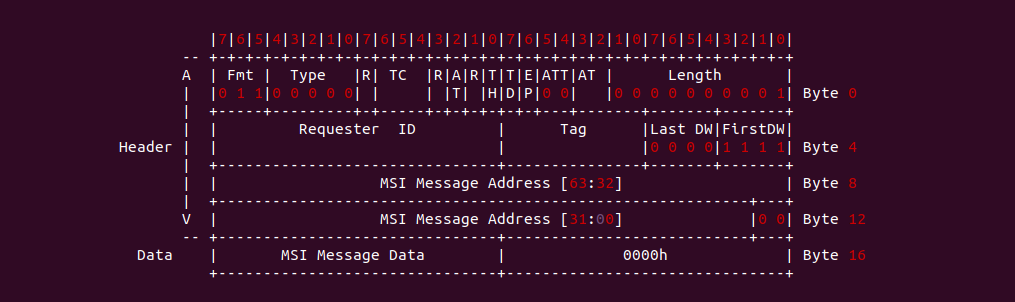 |7|6|5|4|3|2|1|0|7|6|5|4|3|2|1|0|7|6|5|4|3|2|1|0|7|6|5|4|3|2|1|0|
          -- +-+-+-+-+-+-+-+-+-+-+-+-+-+-+-+-+-+-+-+-+-+-+-+-+-+-+-+-+-+-+-+-+
          A  | Fmt |  Type   |R| TC  |R|A|R|T|T|E|ATT|AT |      Length       |
          |  |0 1 1|0 0 0 0 0| |     | |T| |H|D|P|0 0|   |0 0 0 0 0 0 0 0 0 1| Byte 0
          |  +-----+---------+-+-----+-+-+-+-+-+-+---+---+-------------------+
          |  |         Requester  ID         |      Tag      |Last DW|FirstDW|
   Header |  |                               |               |0 0 0 0|1 1 1 1| Byte 4
          |  +-------------------------------+---------------+-------+-------+
          |  |                  MSI Message Address [63:32]                  | Byte 8
          |  +-----------------------------------------------------------+---+
          V  |                  MSI Message Address [31:00]              |0 0| Byte 12
          -- +-------------------------------+---------------------------+---+
     Data    |       MSI Message Data        |             0000h             | Byte 16
             +-------------------------------+-------------------------------+